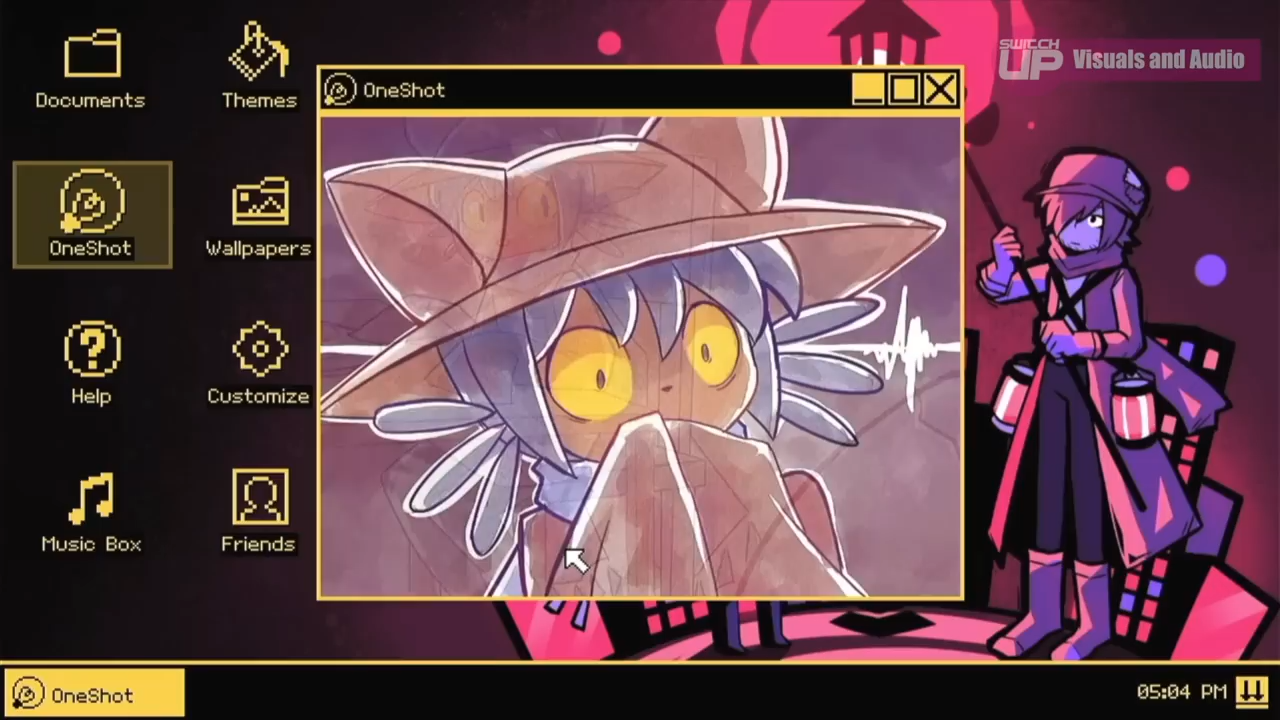 Documents
Themes
OneShot
Wallpapers
Help
Customize
Music Box
Friends
OneShot
SWITCH
UP
Visuals and Audio
OneShot
05:04 PM